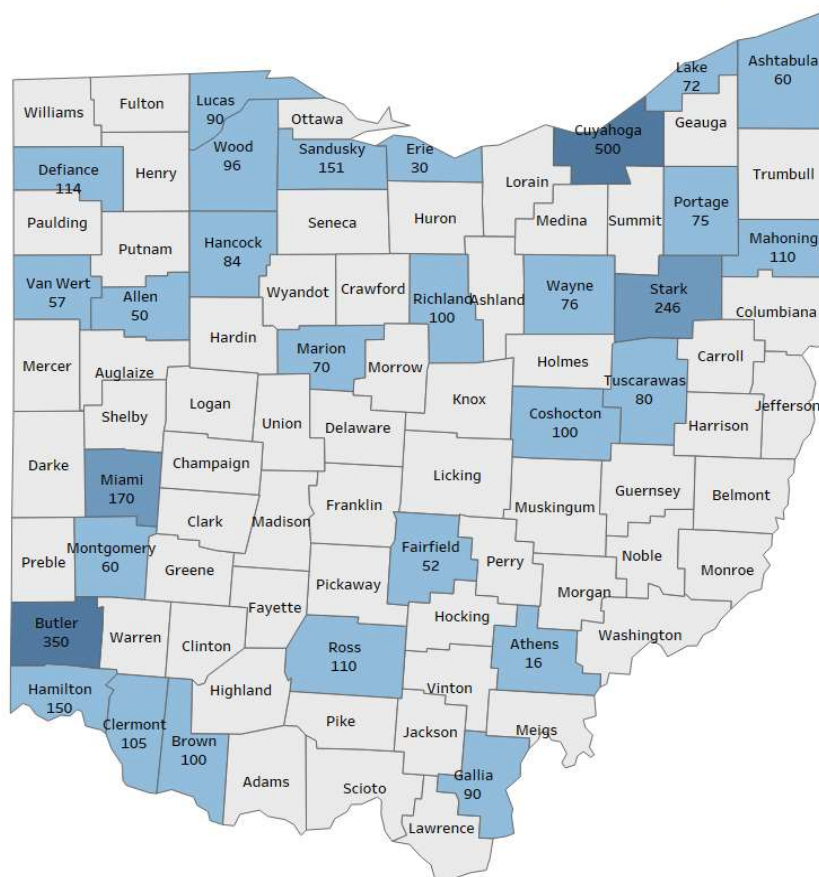 Lake
72
Ashtabula
60
Williams
Fulton
Lucas
90
Ottawa
Cuyahoga
500
Geauga
Defiance
114
Henry
Wood
96
Sandusky
151
Erie
30
Lorain
Trumbull
Paulding
Putnam
Hancock
84
Seneca
Huron
Medina
Summit
Portage
75
Mahoning
110
Van Wert
57
Allen
50
Wyandot
Crawford
Richland
100
Ashland
Wayne
76
Stark
246
Columbiana
Mercer
Auglaize
Hardin
Marion
70
Morrow
Holmes
Tuscarawas
80
Carroll
Shelby
Logan
Union
Delaware
Knox
Coshocton
100
Harrison
Jefferson
Darke
Miami
170
Champaign
Clark
Madison
Franklin
Licking
Muskingum
Guernsey
Belmont
Preble
Montgomery
60
Greene
Fayette
Pickaway
Fairfield
52
Perry
Morgan
Noble
Monroe
Butler
350
Warren
Clinton
Ross
110
Hocking
Athens
16
Washington
Hamilton
150
Clermont
105
Brown
100
Highland
Pike
Vinton
Jackson
Meigs
Adams
Scioto
Gallia
90
Lawrence